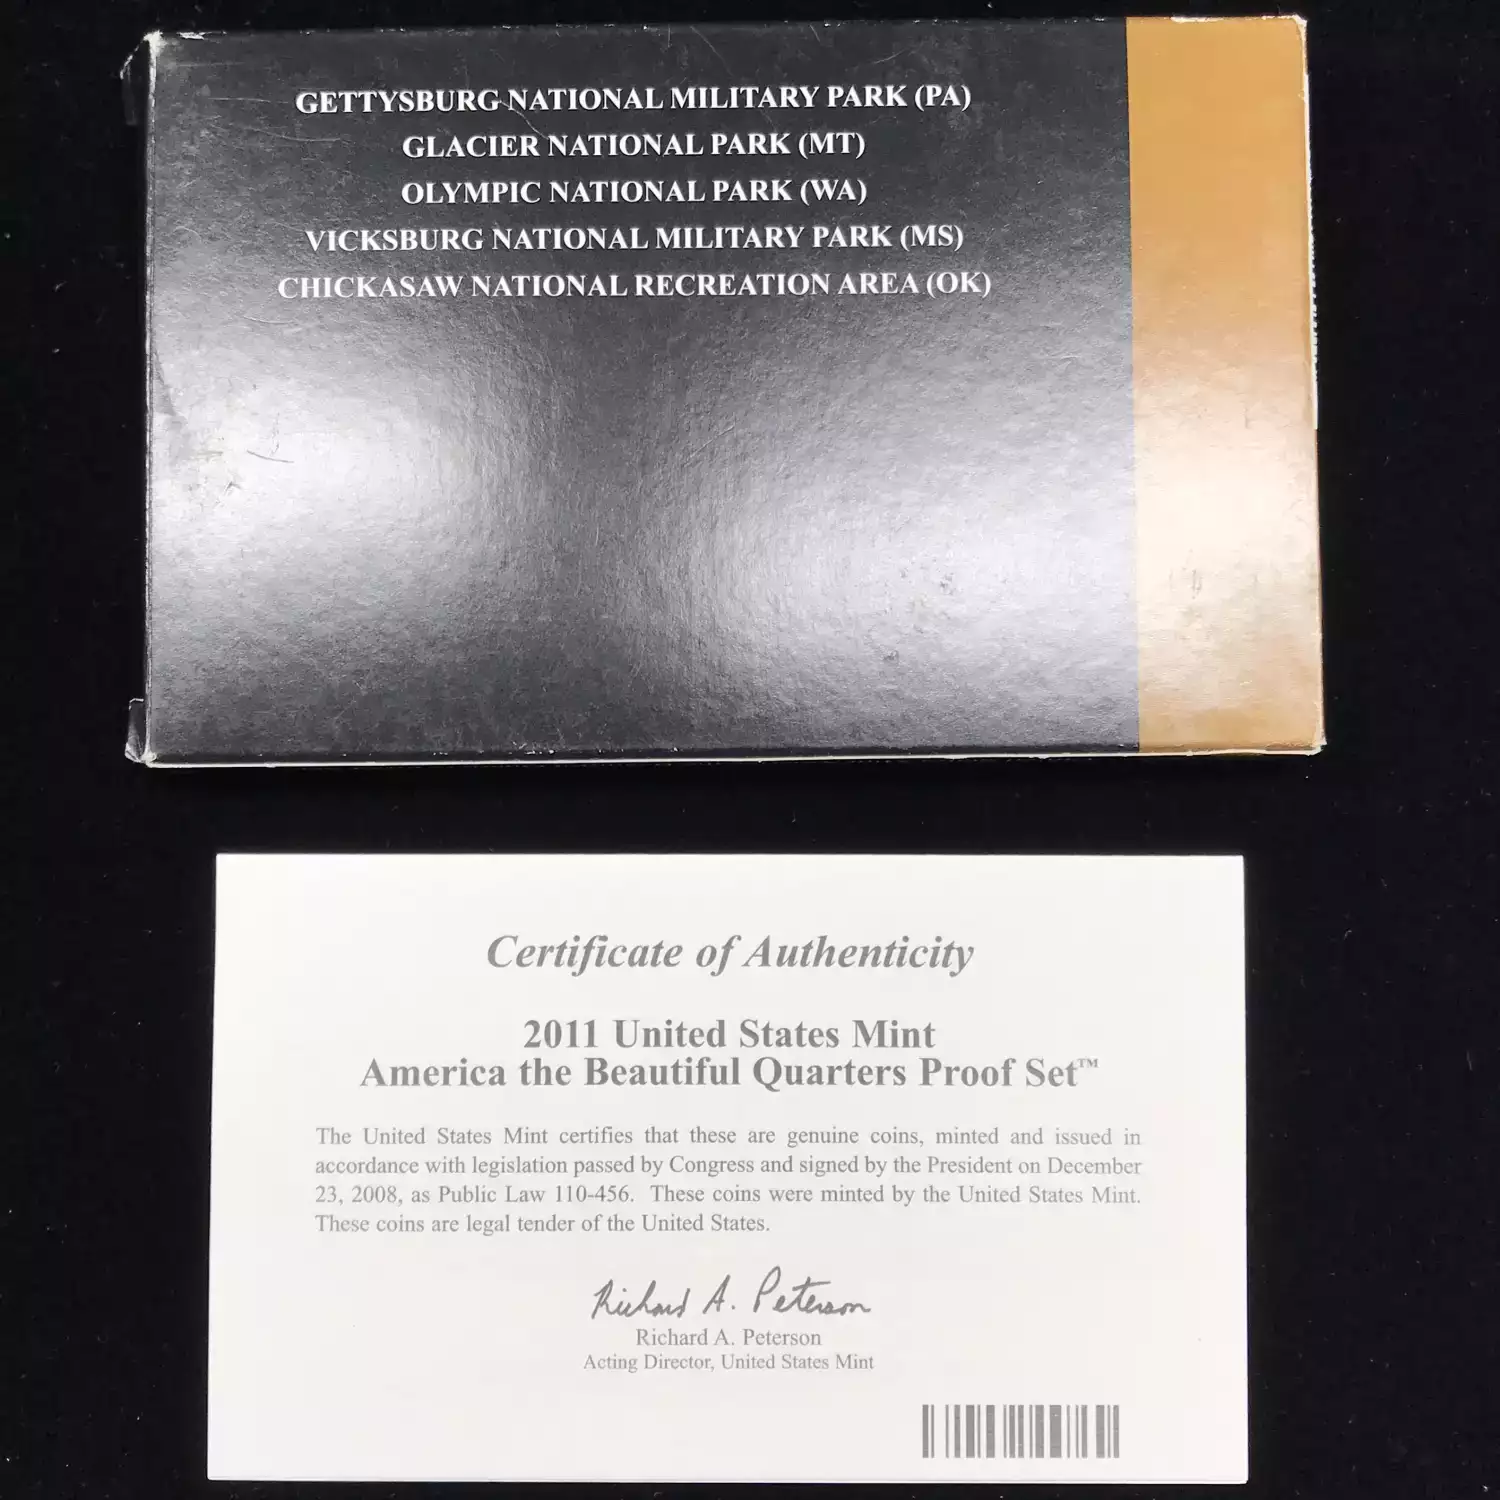 GETTYSBURG NATIONAL MILITARY PARK (PA)
GLACIER NATIONAL PARK (MT)
OLYMPIC NATIONAL PARK (WA)
VICKSBURG NATIONAL MILITARY PARK (MS)
CHICKASAW NATIONAL RECREATION AREA (OK)
Certificate of Authenticity
2011 United States Mint
America the Beautiful Quarters Proof Set™
The United States Mint certifies that these are genuine coins, minted and issued in
accordance with legislation passed by Congress and signed by the President on December
23, 2008, as Public Law 110-456. These coins were minted by the United States Mint.
These coins are legal tender of the United States.
Richard A. Peterson
Richard A. Peterson
Acting Director, United States Mint